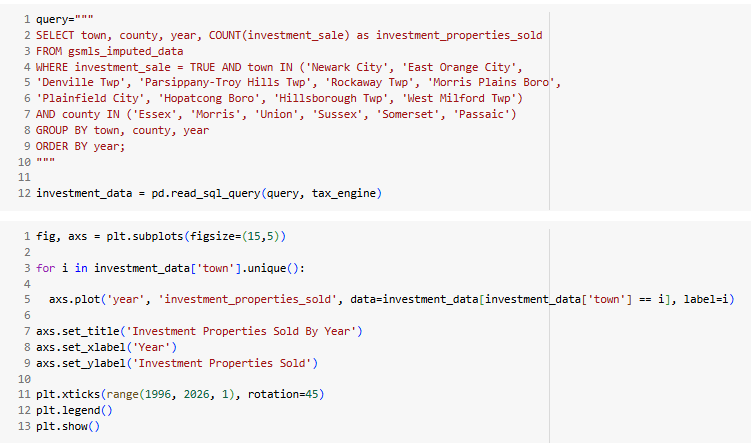 1 query="""
2 SELECT town, county, year, COUNT(investment_sale) as investment_properties_sold
3 FROM gsmls_imputed_data
4 WHERE investment_sale = TRUE AND town IN ('Newark City', 'East Orange City',
5 'Denville Twp', 'Parsippany-Troy Hills Twp', 'Rockaway Twp', 'Morris Plains Boro',
6 'Plainfield City', 'Hopatcong Boro', 'Hillsborough Twp', 'West Milford Twp')
7 AND county IN ('Essex', 'Morris', 'Union', 'Sussex', 'Somerset', 'Passaic')
8 GROUP BY town, county, year
9 ORDER BY year;
10 """
11
12 investment_data = pd.read_sql_query(query, tax_engine)
1 fig, axs = plt.subplots(figsize=(15,5))
2
3 for i in investment_data['town'].unique():
4
5   axs.plot('year', 'investment_properties_sold', data=investment_data[investment_data['town'] == i], label=i)
6
7 axs.set_title('Investment Properties Sold By Year')
8 axs.set_xlabel('Year')
9 axs.set_ylabel('Investment Properties Sold')
10
11 plt.xticks(range(1996, 2026, 1), rotation=45)
12 plt.legend()
13 plt.show()